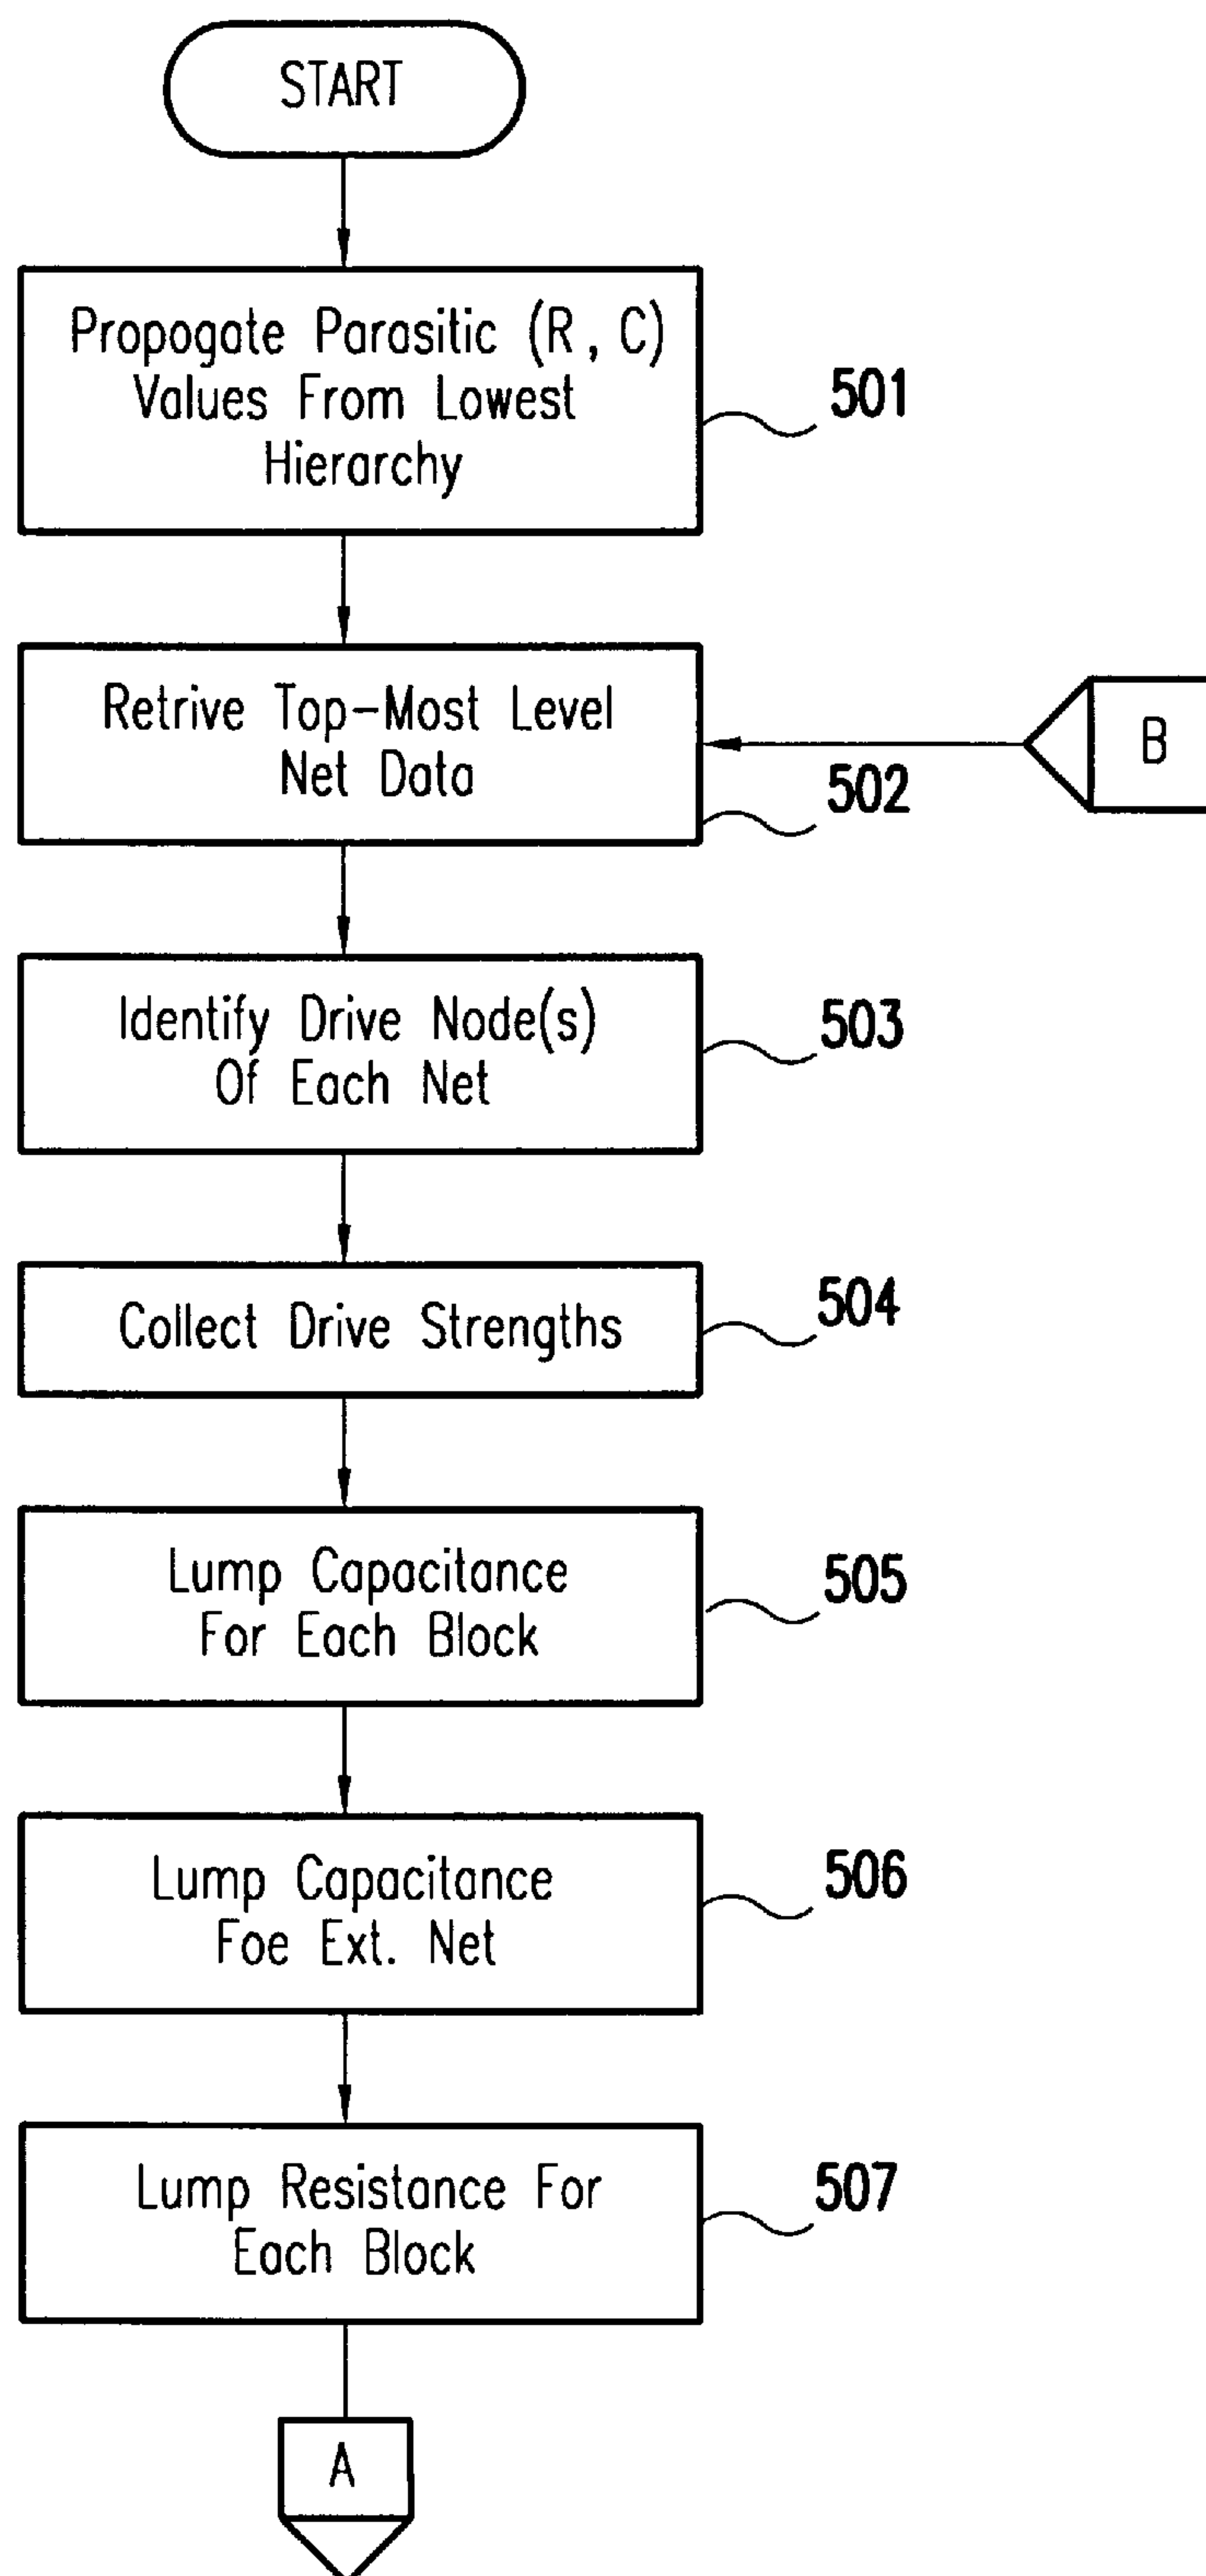 START
Propogate Parasitic (R, C)
Values From Lowest
Hierarchy
501
Retrive Top-Most Level
Net Data
502
B
Identify Drive Node(s)
Of Each Net
503
Collect Drive Strengths
504
Lump Capacitance
For Each Block
505
Lump Capacitance
Foe Ext. Net
506
Lump Resistance For
Each Block
507
A